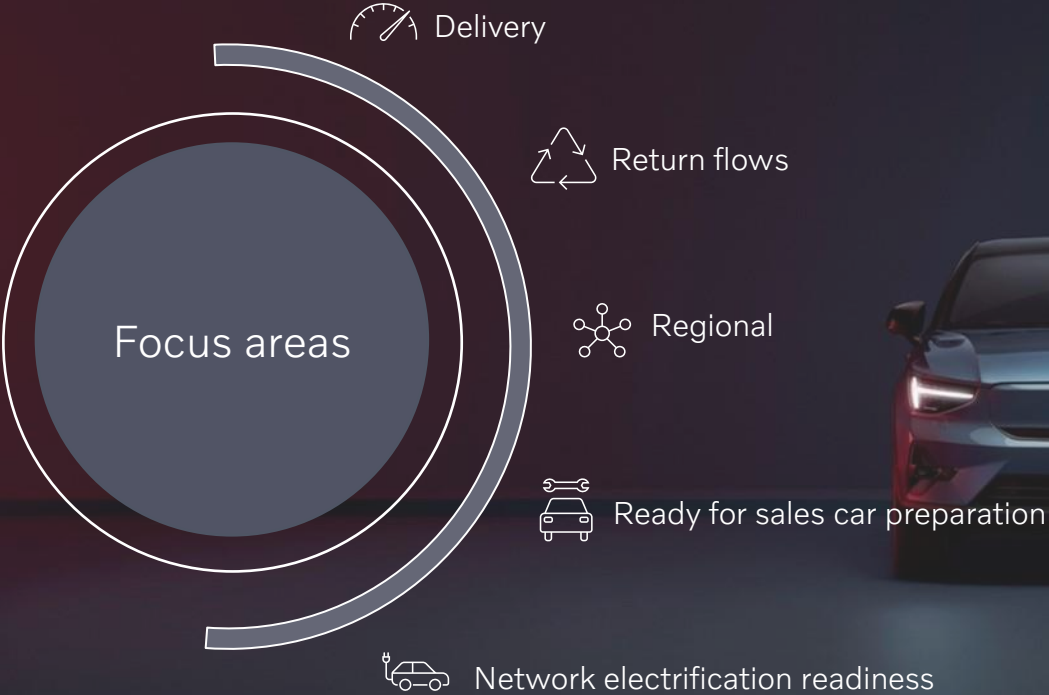 Delivery
Return flows
Focus areas
Regional
Ready for sales car preparation
Network electrification readiness